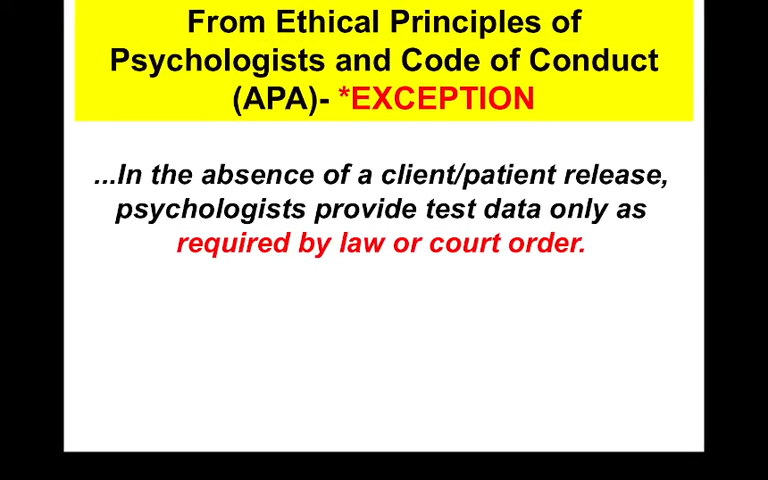 From Ethical Principles of
Psychologists and Code of Conduct
(APA)- *EXCEPTION
...In the absence of a client/patient release,
psychologists provide test data only as
required by law or court order.